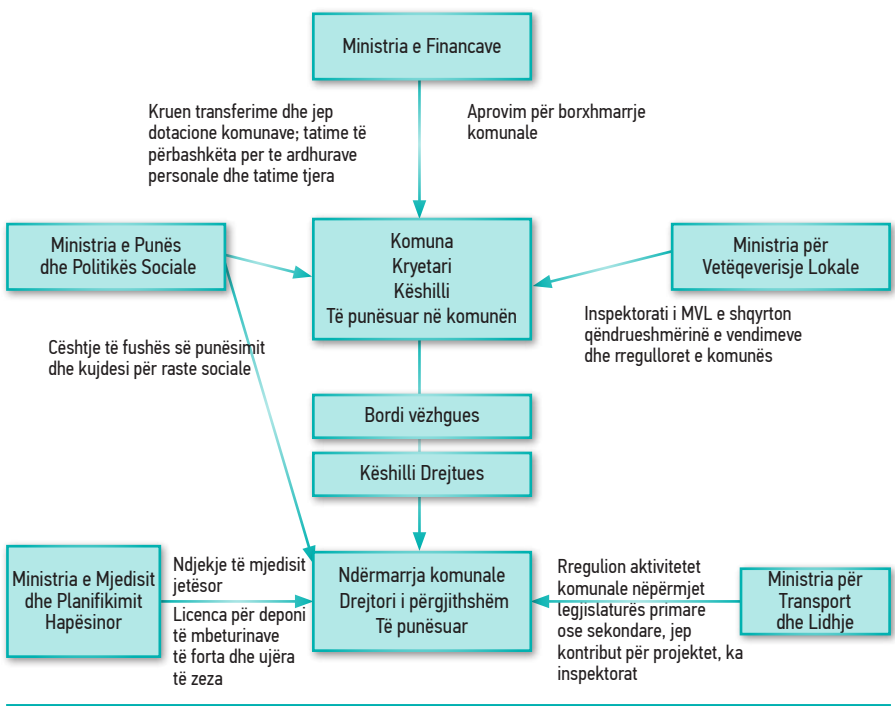 Ministria e Financave
Kruen transferime dhe jep
dotacione komunave; tatime të
përbashkëta per te ardhurave
personale dhe tatime tjera
Aprovim për borxhmarrje
komunale
Ministria e Punës
dhe Politikës Sociale
Komuna
Kryetari
Këshilli
Të punësuar në komunën
Ministria për
Vetëqeverisje Lokale
Cështje të fushës së punësimit
dhe kujdesi për raste sociale
Inspektorati i MVL e shqyrton
qëndrueshmërinë e vendimeve
dhe rregulloret e komunës
Bordi vëzhgues
Këshilli Drejtues
Ministria e Mjedisit
dhe Planifikimit
Hapësinor
Ndjekje të mjedisit
jetësor
Licenca për deponi
të mbeturinave
të forta dhe ujëra
të zeza
Ndërmarrja komunale
Drejtori i përgjithshëm
Të punësuar
Rregulion aktivitetet
komunale nëpërmjet
legjislaturës primare
ose sekondare, jep
kontribut për projektet, ka
inspektorat
Ministria për
Transport
dhe Lidhje